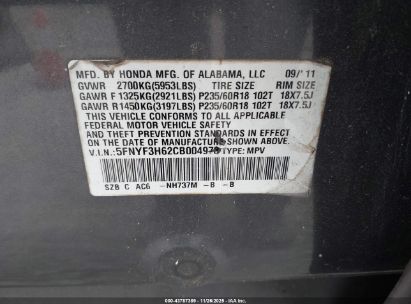 MFD. BY HONDA MFG. OF ALABAMA, LLC 09/'11
GVWR 2700KG(5953LBS) TIRE SIZE RIM SIZE
GAWR F 1325KG(2921LBS) P235/60R18 102T 18X7.5J
GAWR R 1450KG(3197LBS) P235/60R18 102T 18X7.5J
THIS VEHICLE CONFORMS TO ALL APPLICABLE
FEDERAL MOTOR VEHICLE SAFETY, BUMPER,
AND THEFT PREVENTION STANDARDS IN EFFECT ON
THE DATE OF MANUFACTURE SHOWN ABOVE.
V.I.N.: TYPE: MPV
SZB C AC6 -NH737M -B -B